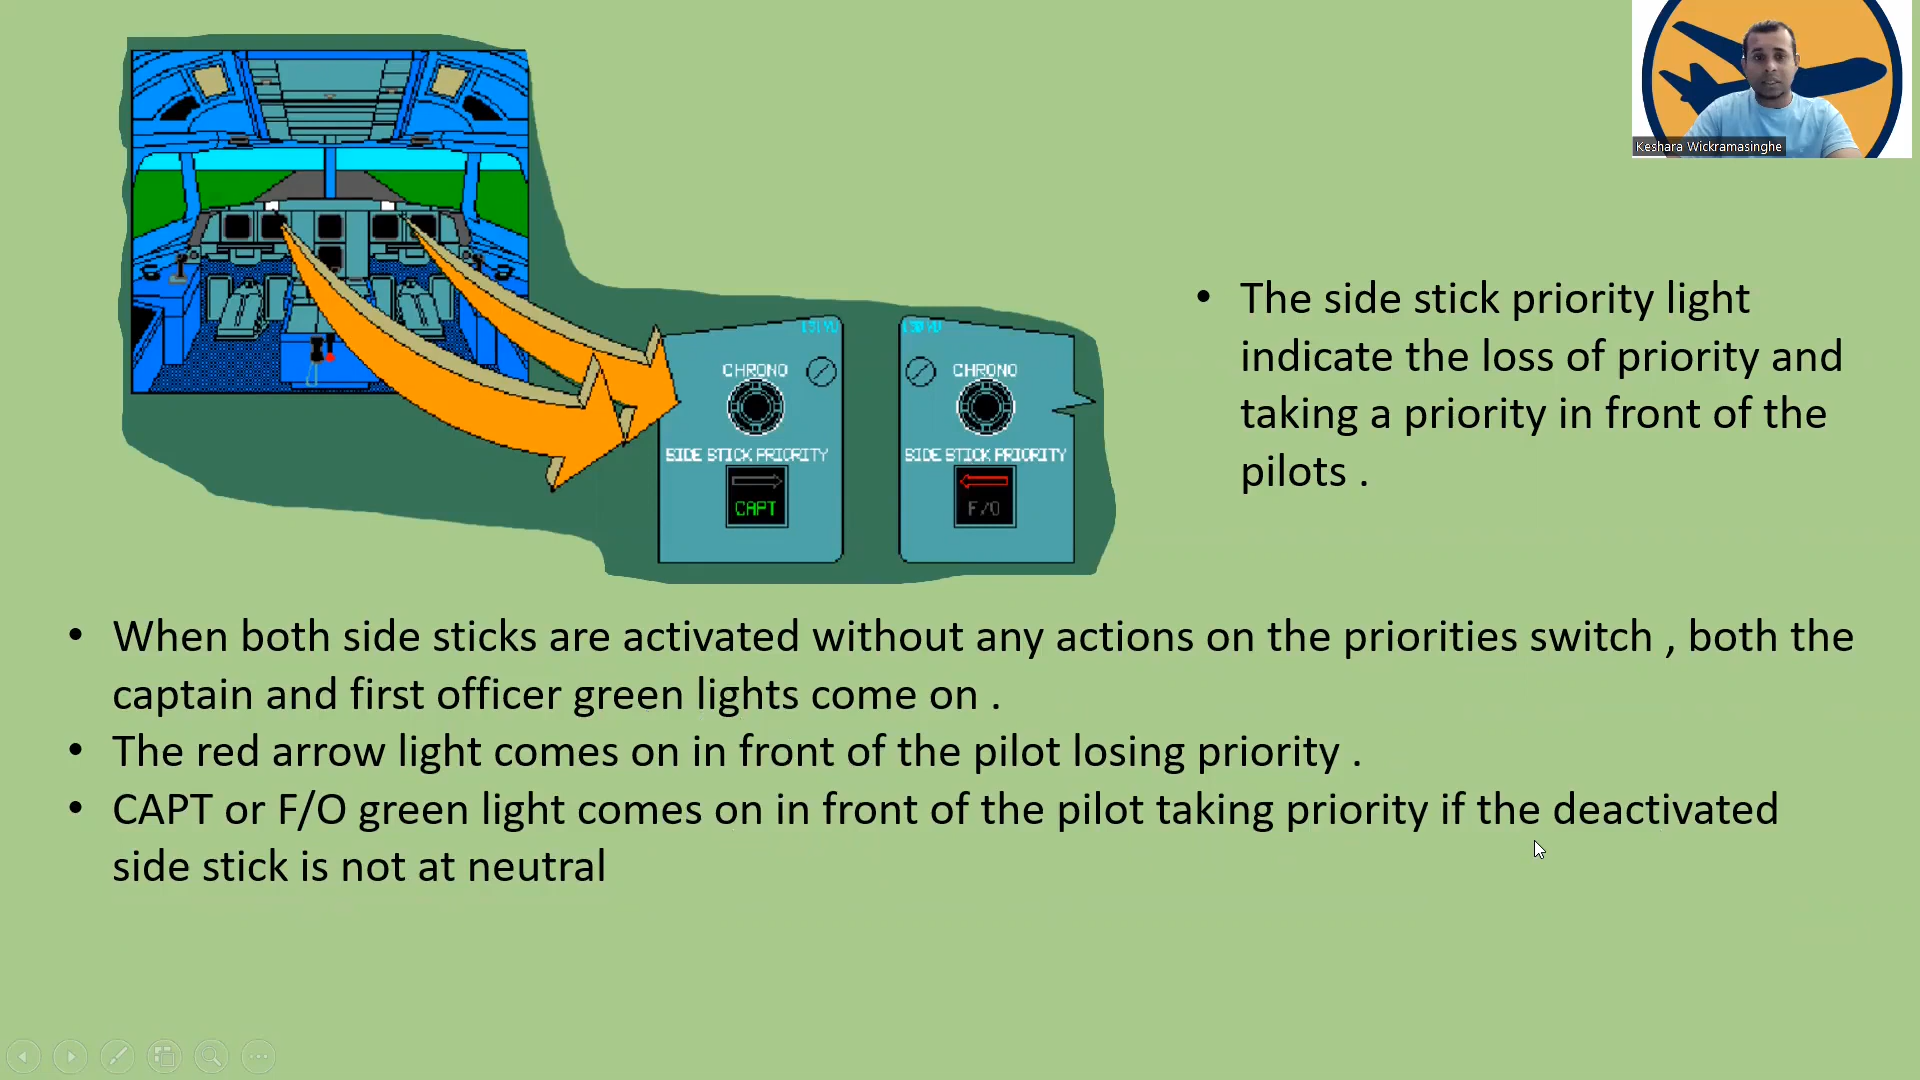 Keshara Wickramasinghe
131VU
130VU
CHRONO
CHRONO
SIDE STICK PRIORITY
SIDE STICK PRIORITY
CAPT
F/O
• The side stick priority light
indicate the loss of priority and
taking a priority in front of the
pilots .
• When both side sticks are activated without any actions on the priorities switch , both the
captain and first officer green lights come on .
• The red arrow light comes on in front of the pilot losing priority .
• CAPT or F/O green light comes on in front of the pilot taking priority if the deactivated
side stick is not at neutral